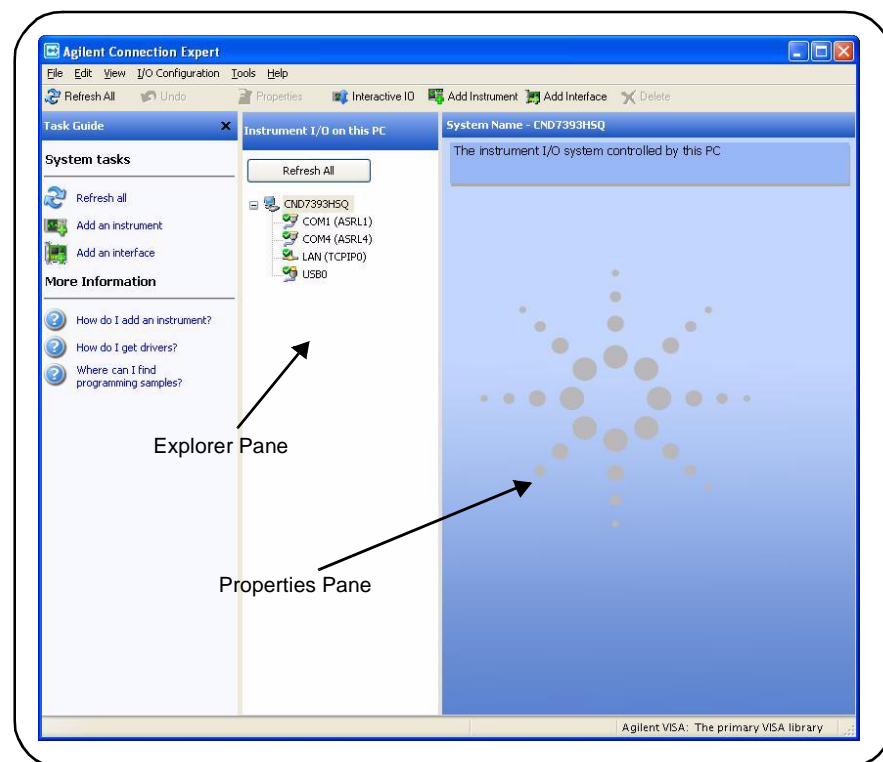 Agilent Connection Expert
File Edit View I/O Configuration Tools Help
Refresh All Undo Properties Interactive IO Add Instrument Add Interface Delete
Task Guide
System tasks
Refresh all
Add an instrument
Add an interface
More Information
How do I add an instrument?
How do I get drivers?
Where can I find
programming samples?
Instrument I/O on this PC
Refresh All
CND7393HSQ
COM1 (ASRL1)
COM4 (ASRL4)
LAN (TCPIP0)
USB0
System Name - CND7393HSQ
The instrument I/O system controlled by this PC
Explorer Pane
Properties Pane
Agilent VISA: The primary VISA library